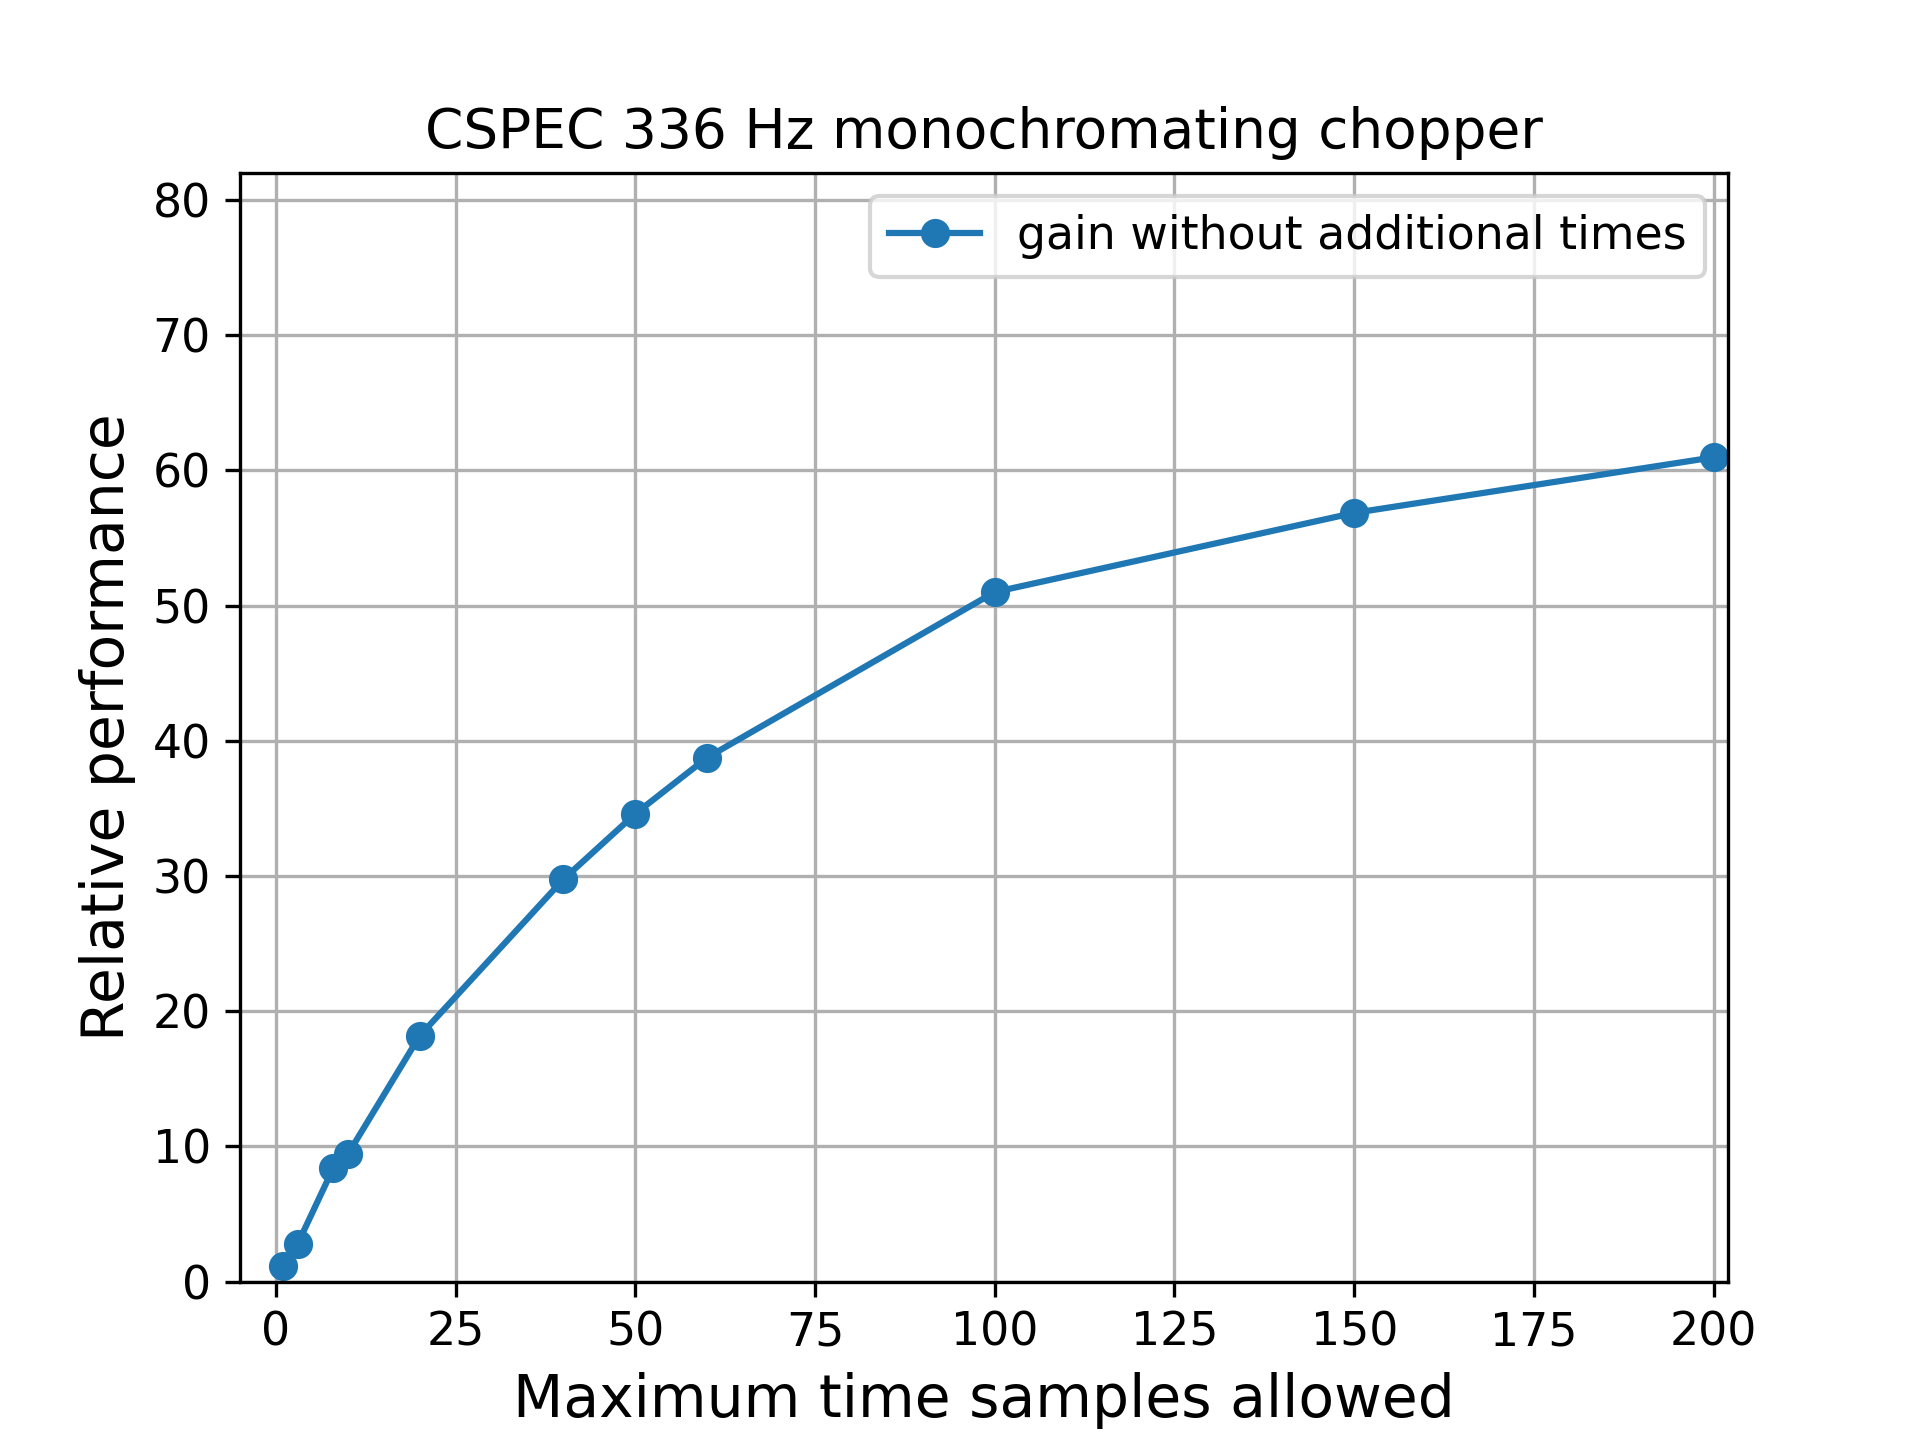 CSPEC 336 Hz monochromating chopper
gain without additional times
Relative performance
80
70
60
50
40
30
20
10
0
0 25 50 75 100 125 150 175 200
Maximum time samples allowed